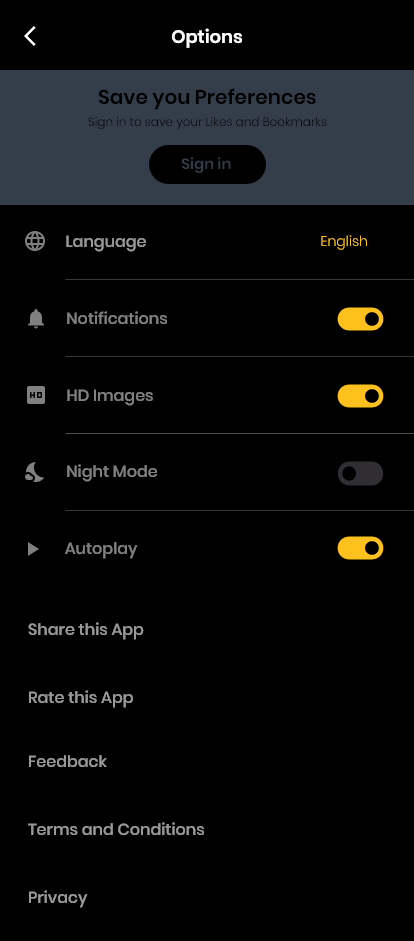 Options
Save you Preferences
Sign in to save your Likes and Bookmarks
Sign in
Language English
Notifications
HD HD Images
Night Mode
Autoplay
Share this App
Rate this App
Feedback
Terms and Conditions
Privacy